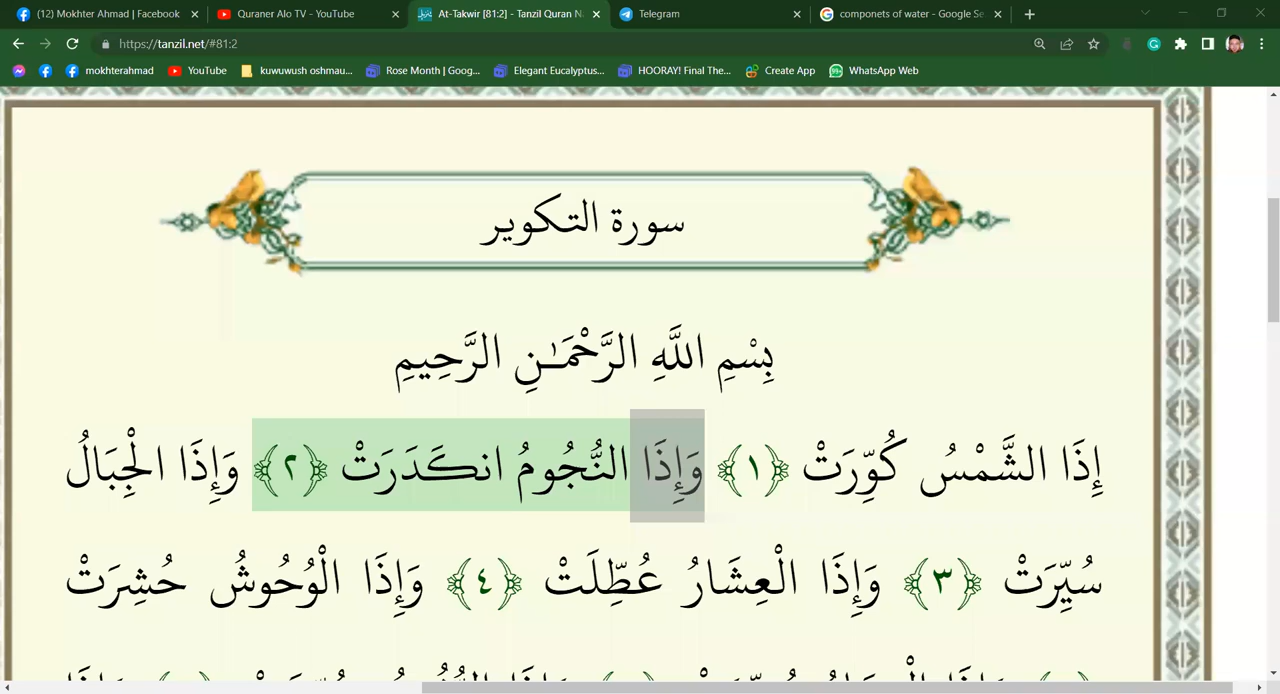 (12) Mokhter Ahmad | Facebook
Quraner Alo TV - YouTube
At-Takwir [81:2] - Tanzil Quran N
Telegram
componets of water - Google Se
https://tanzil.net/#81:2
mokhterahmad
YouTube
kuwuwush oshmau...
Rose Month | Goog...
Elegant Eucalyptus...
HOORAY! Final The...
Create App
99+
WhatsApp Web
سورة التكوير
بِسْمِ اللَّهِ الرَّحْمَـٰنِ الرَّحِيمِ
إِذَا الشَّمْسُ كُوِّرَتْ ﴿١﴾ وَإِذَا النُّجُومُ انكَدَرَتْ ﴿٢﴾ وَإِذَا الْجِبَالُ
سُيِّرَتْ ﴿٣﴾ وَإِذَا الْعِشَارُ عُطِّلَتْ ﴿٤﴾ وَإِذَا الْوُحُوشُ حُشِرَتْ